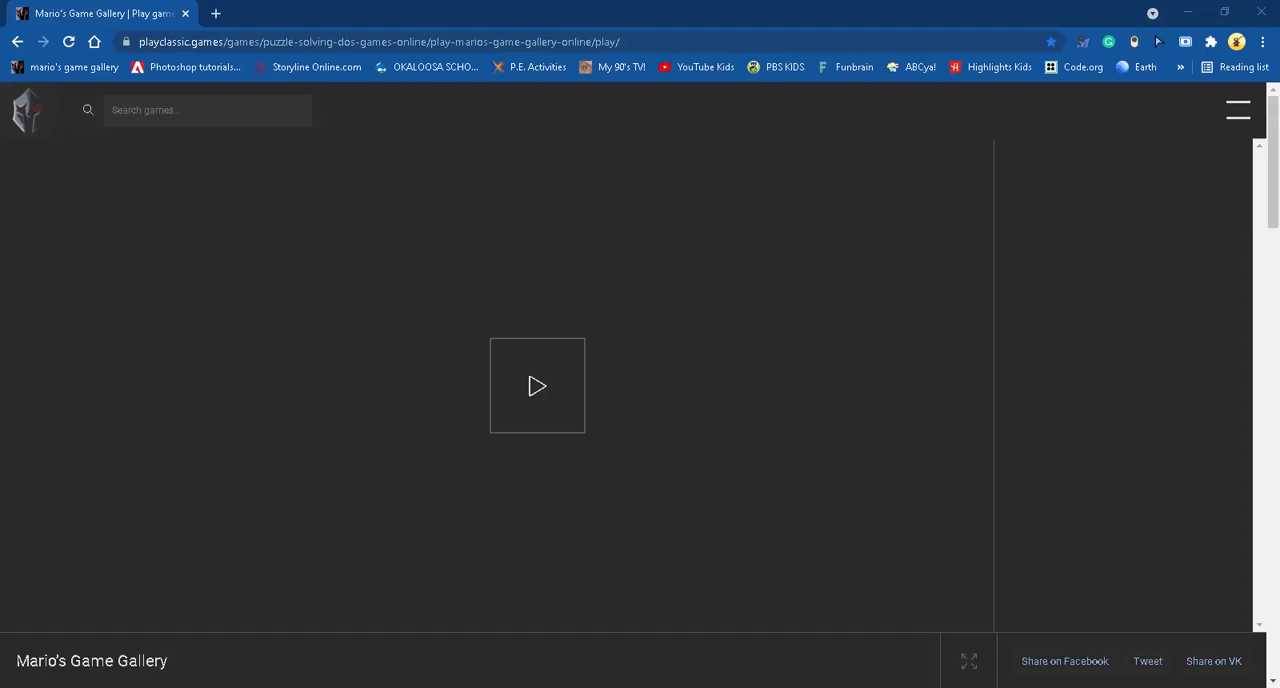 Mario's Game Gallery | Play game
playclassic.games/games/puzzle-solving-dos-games-online/play-marios-game-gallery-online/play/
mario's game gallery Photoshop tutorials... Storyline Online.com OKALOOSA SCHO... P.E. Activities My 90's TV! YouTube Kids PBS KIDS Funbrain ABCya! Highlights Kids Code.org Earth » Reading list
Search games..
Mario's Game Gallery Share on Facebook Tweet Share on VK